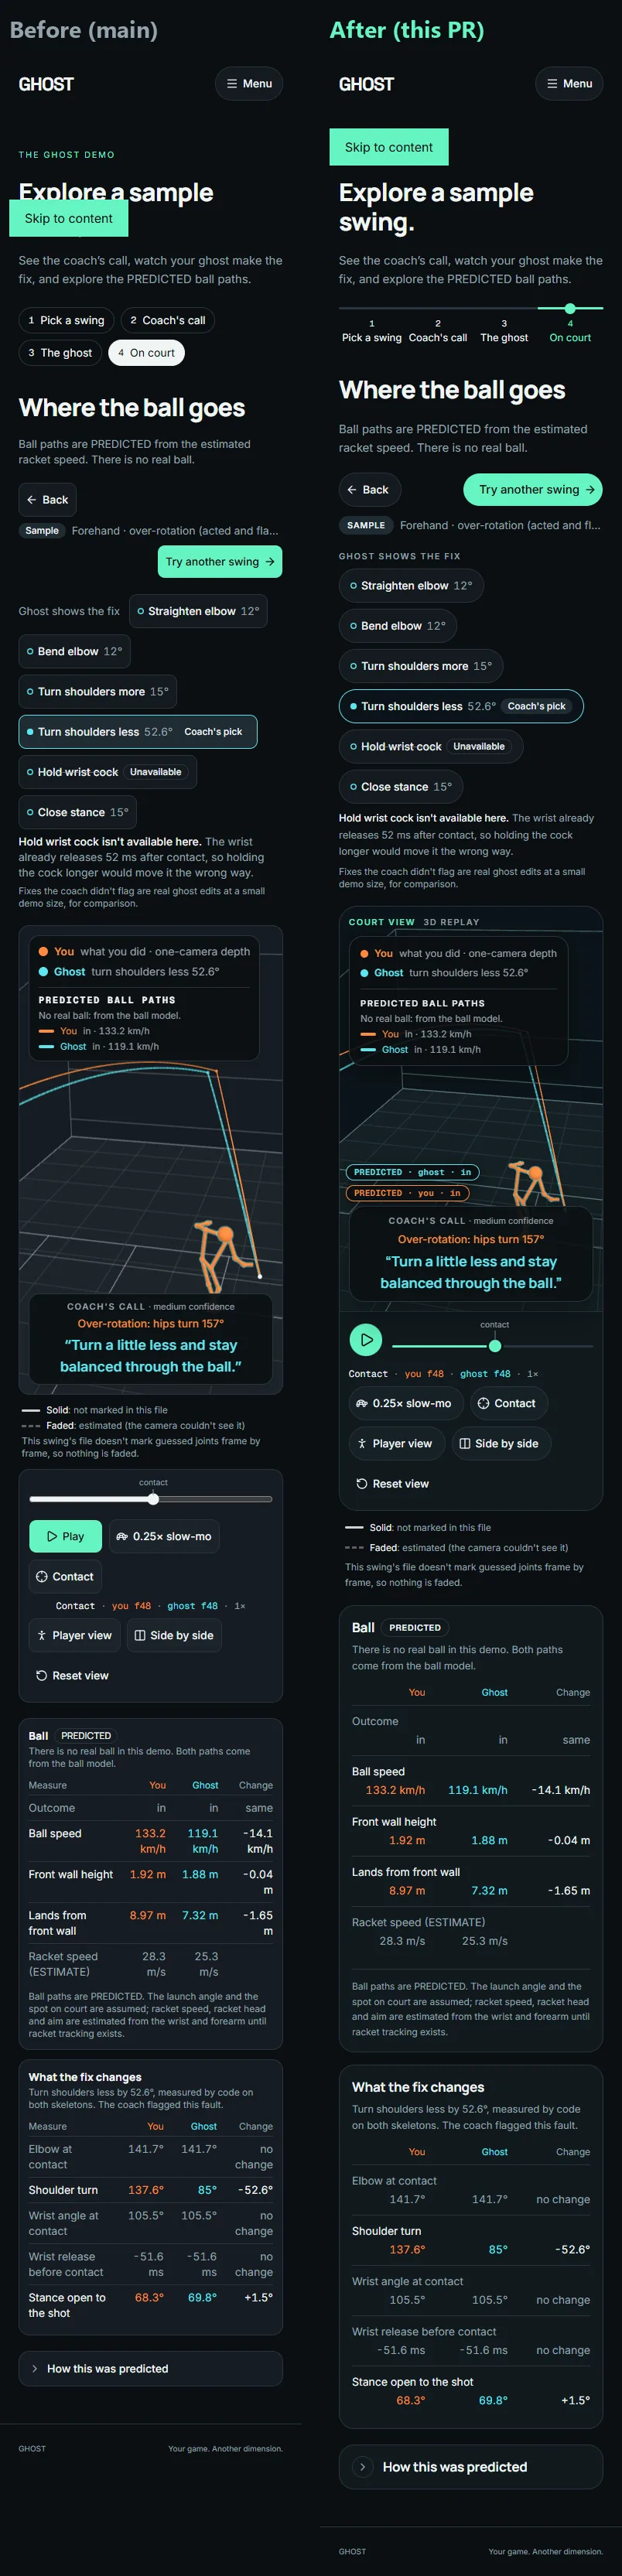 Before (main)
GHOST
Menu
THE GHOST DEMO
Explore a sample
Skip to content
See the coach's call, watch your ghost make the
fix, and explore the PREDICTED ball paths.
1 Pick a swing
2 Coach's call
3 The ghost
4 On court
Where the ball goes
Ball paths are PREDICTED from the estimated
racket speed. There is no real ball.
← Back
Sample Forehand · over-rotation (acted and fla...
Try another swing →
Ghost shows the fix
Straighten elbow 12°
Bend elbow 12°
Turn shoulders more 15°
Turn shoulders less 52.6° Coach's pick
Hold wrist cock Unavailable
Close stance 15°
Hold wrist cock isn't available here. The wrist
already releases 52 ms after contact, so holding
the cock longer would move it the wrong way.
Fixes the coach didn't flag are real ghost edits at a small
demo size, for comparison.
You what you did · one-camera depth
Ghost turn shoulders less 52.6°
PREDICTED BALL PATHS
No real ball: from the ball model.
You in · 133.2 km/h
Ghost in · 119.1 km/h
COACH'S CALL · medium confidence
Over-rotation: hips turn 157°
“Turn a little less and stay
balanced through the ball.”
Solid: not marked in this file
Faded: estimated (the camera couldn't see it)
This swing's file doesn't mark guessed joints frame by
frame, so nothing is faded.
contact
Play
0.25× slow-mo
Contact
Contact · you f48 · ghost f48 · 1×
Player view
Side by side
Reset view
Ball PREDICTED
There is no real ball in this demo. Both paths come
from the ball model.
Measure You Ghost Change
Outcome in in same
Ball speed 133.2 119.1 -14.1
km/h km/h km/h
Front wall height 1.92 m 1.88 m -0.04
m
Lands from 8.97 m 7.32 m -1.65
front wall m
Racket speed 28.3 25.3
(ESTIMATE) m/s m/s
Ball paths are PREDICTED. The launch angle and the
spot on court are assumed; racket speed, racket head
and aim are estimated from the wrist and forearm until
racket tracking exists.
What the fix changes
Turn shoulders less by 52.6°, measured by code on
both skeletons. The coach flagged this fault.
Measure You Ghost Change
Elbow at 141.7° 141.7° no
contact change
Shoulder turn 137.6° 85° -52.6°
Wrist angle at 105.5° 105.5° no
contact change
Wrist release -51.6 -51.6 no
before contact ms ms change
Stance open to 68.3° 69.8° +1.5°
the shot
How this was predicted
GHOST
Your game. Another dimension.
After (this PR)
GHOST
Menu
Skip to content
Explore a sample
swing.
See the coach's call, watch your ghost make the
fix, and explore the PREDICTED ball paths.
1 2 3 4
Pick a swing Coach's call The ghost On court
Where the ball goes
Ball paths are PREDICTED from the estimated
racket speed. There is no real ball.
← Back
Try another swing →
SAMPLE Forehand · over-rotation (acted and fl...
GHOST SHOWS THE FIX
Straighten elbow 12°
Bend elbow 12°
Turn shoulders more 15°
Turn shoulders less 52.6° Coach's pick
Hold wrist cock Unavailable
Close stance 15°
Hold wrist cock isn't available here. The wrist already
releases 52 ms after contact, so holding the cock
longer would move it the wrong way.
Fixes the coach didn't flag are real ghost edits at a small
demo size, for comparison.
COURT VIEW 3D REPLAY
You what you did · one-camera depth
Ghost turn shoulders less 52.6°
PREDICTED BALL PATHS
No real ball: from the ball model.
You in · 133.2 km/h
Ghost in · 119.1 km/h
PREDICTED · ghost · in
PREDICTED · you · in
COACH'S CALL · medium confidence
Over-rotation: hips turn 157°
“Turn a little less and stay
balanced through the ball.”
contact
Contact · you f48 · ghost f48 · 1×
0.25× slow-mo
Contact
Player view
Side by side
Reset view
Solid: not marked in this file
Faded: estimated (the camera couldn't see it)
This swing's file doesn't mark guessed joints frame by
frame, so nothing is faded.
Ball PREDICTED
There is no real ball in this demo. Both paths
come from the ball model.
You Ghost Change
Outcome
in in same
Ball speed
133.2 km/h 119.1 km/h -14.1 km/h
Front wall height
1.92 m 1.88 m -0.04 m
Lands from front wall
8.97 m 7.32 m -1.65 m
Racket speed (ESTIMATE)
28.3 m/s 25.3 m/s
Ball paths are PREDICTED. The launch angle and the
spot on court are assumed; racket speed, racket head
and aim are estimated from the wrist and forearm until
racket tracking exists.
What the fix changes
Turn shoulders less by 52.6°, measured by code
on both skeletons. The coach flagged this fault.
You Ghost Change
Elbow at contact
141.7° 141.7° no change
Shoulder turn
137.6° 85° -52.6°
Wrist angle at contact
105.5° 105.5° no change
Wrist release before contact
-51.6 ms -51.6 ms no change
Stance open to the shot
68.3° 69.8° +1.5°
How this was predicted
GHOST
Your game. Another dimension.